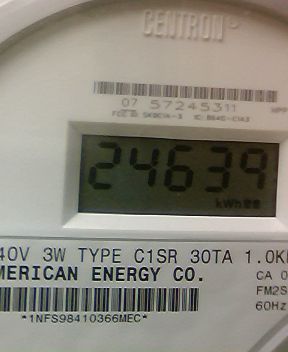 CENTRON
07 57245311
24639
kWh
40V 3W TYPE C1SR 30TA 1.0K
MERICAN ENERGY CO.
CA 0
FM2S
60Hz
*1NFS98410366MEC*